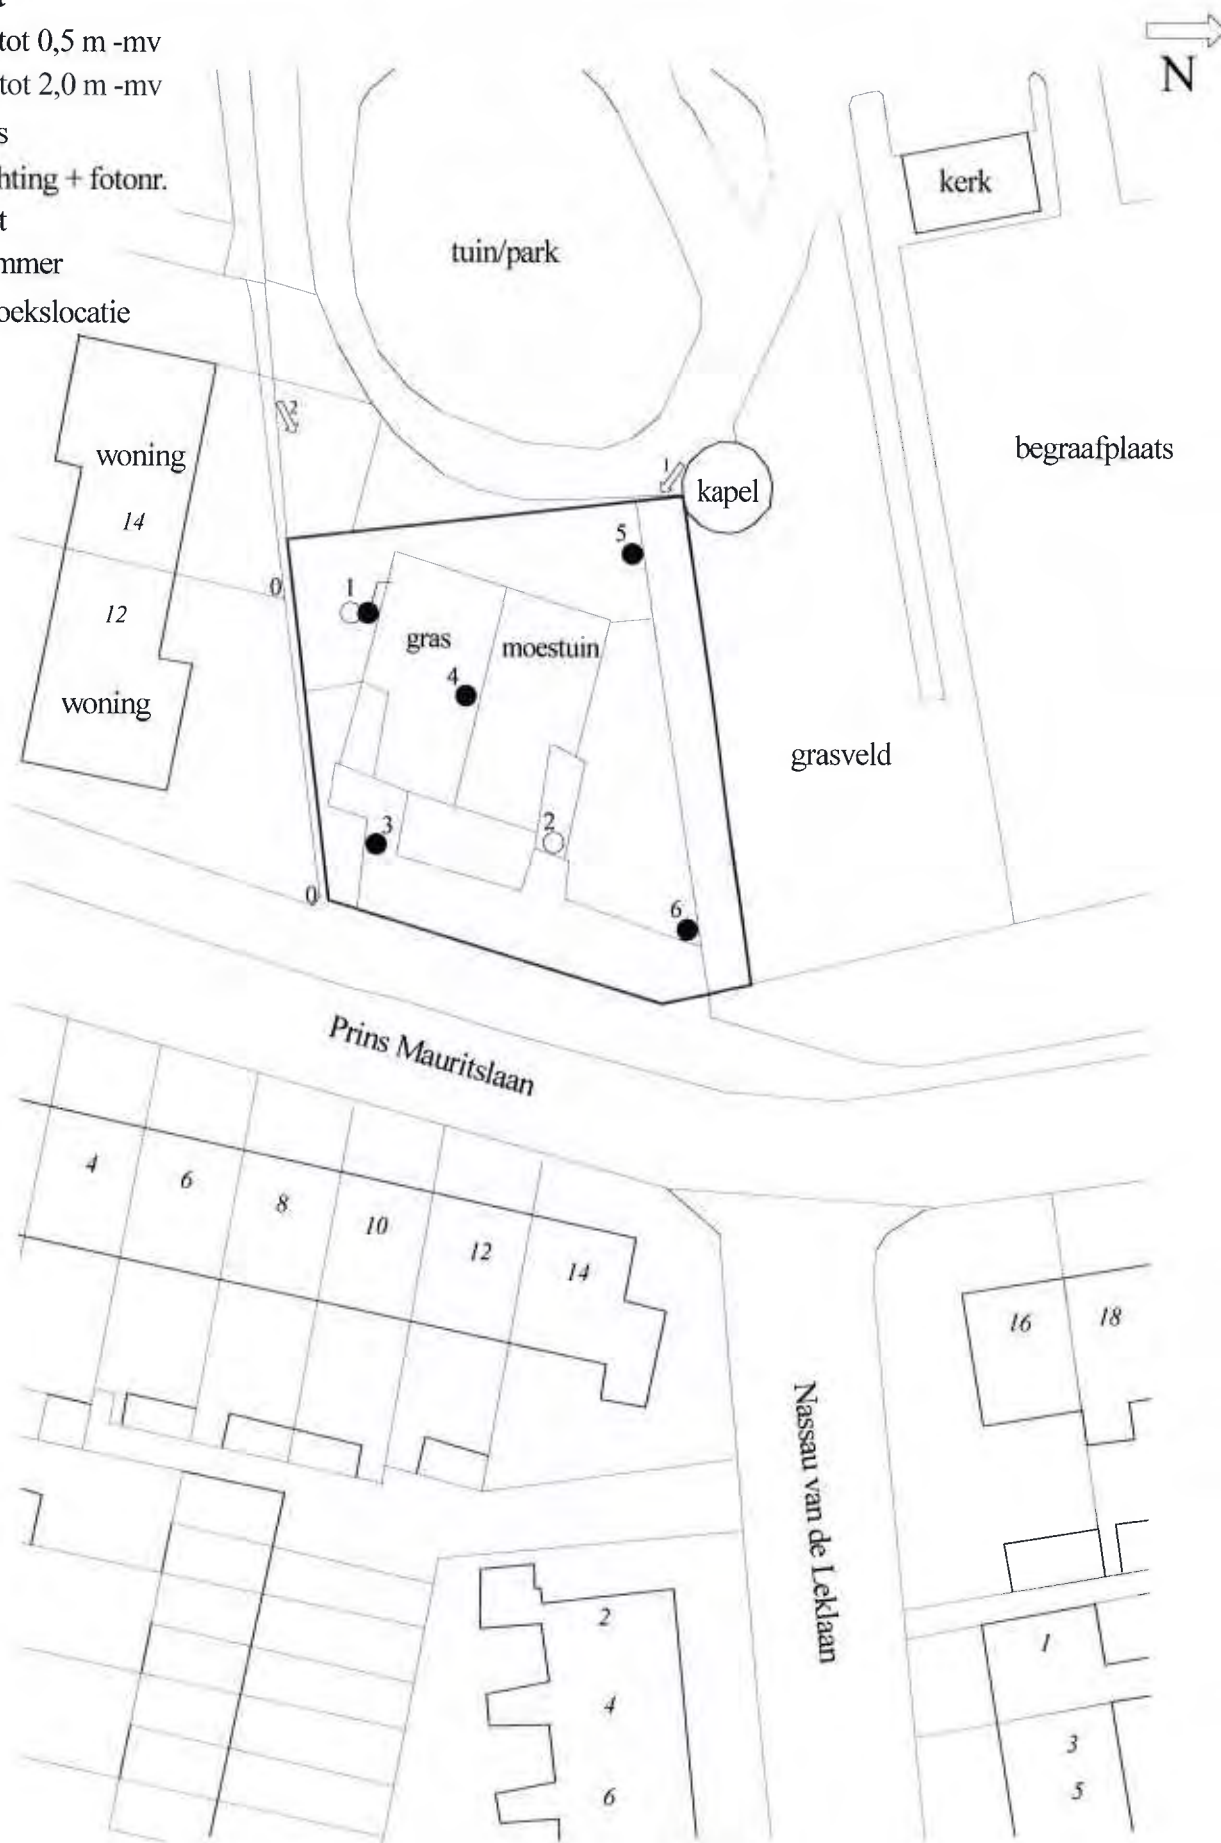 t
tot 0,5 m -mv
tot 2,0 m -mv
s
hting + fotonr.
t
mmer
oekslocatie
N
kerk
tuin/park
begraafplaats
2
woning
14
1
kapel
5
0
1
12
gras
moestuin
4
woning
grasveld
3
2
0
6
Prins Mauritslaan
4
6
8
10
12
14
16
18
Nassau van de Leklaan
2
1
4
3
6
5